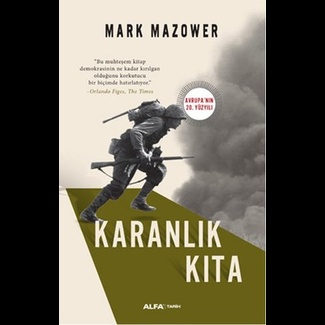 MARK MAZOWER
"Bu muhteşem kitap
demokrasinin ne kadar kırılgan
olduğunu korkutucu
bir biçimde hatırlatıyor."
-Orlando Figes, The Times
AVRUPA'NIN
20. YÜZYILI
KARANLIK
KITA
ALFA TARİH